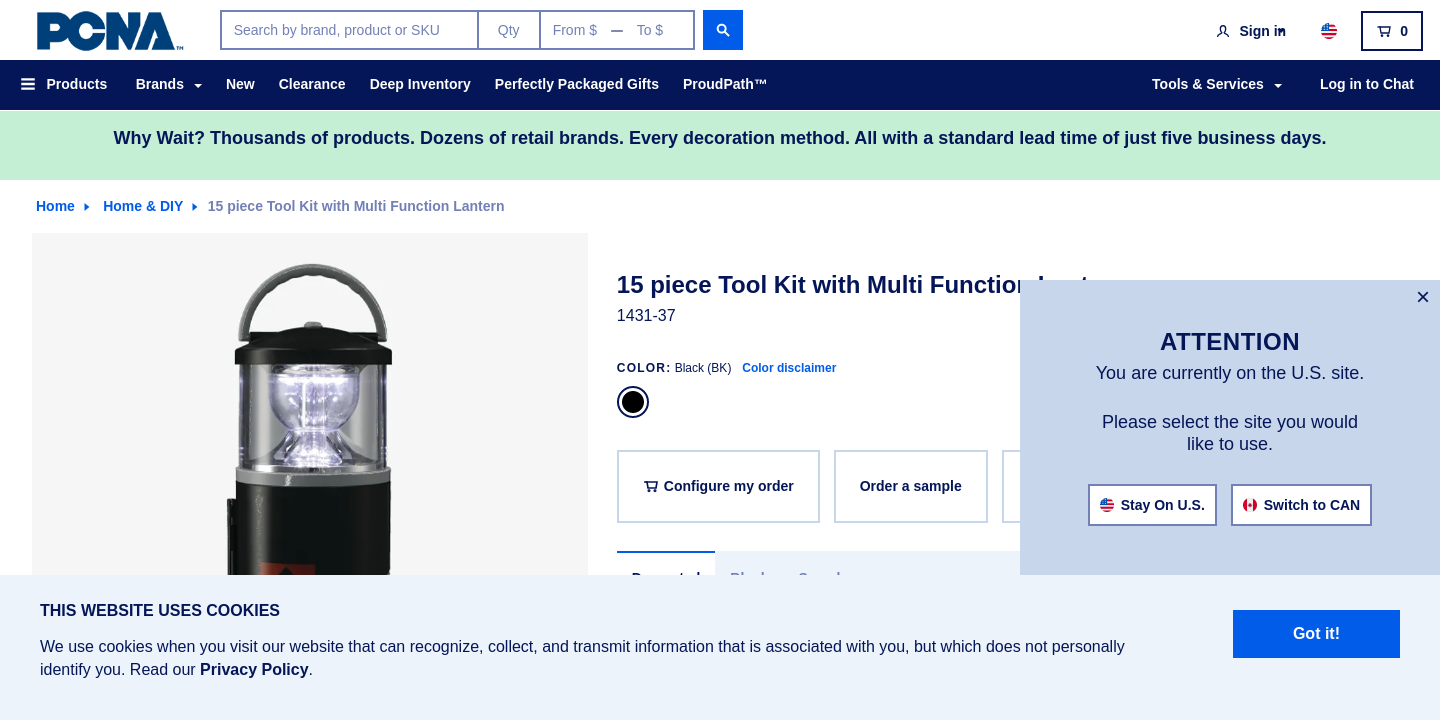 PCNA™
Search by brand, product or SKU
Qty
From $ — To $
Sign in
0
Products
Brands
New
Clearance
Deep Inventory
Perfectly Packaged Gifts
ProudPath™
Tools & Services
Log in to Chat
Why Wait? Thousands of products. Dozens of retail brands. Every decoration method. All with a standard lead time of just five business days.
Home
Home & DIY
15 piece Tool Kit with Multi Function Lantern
15 piece Tool Kit with Multi Function
1431-37
COLOR: Black (BK) Color disclaimer
Configure my order
Order a sample
×
ATTENTION
You are currently on the U.S. site.
Please select the site you would
like to use.
Stay On U.S.
Switch to CAN
THIS WEBSITE USES COOKIES
We use cookies when you visit our website that can recognize, collect, and transmit information that is associated with you, but which does not personally
identify you. Read our Privacy Policy.
Got it!